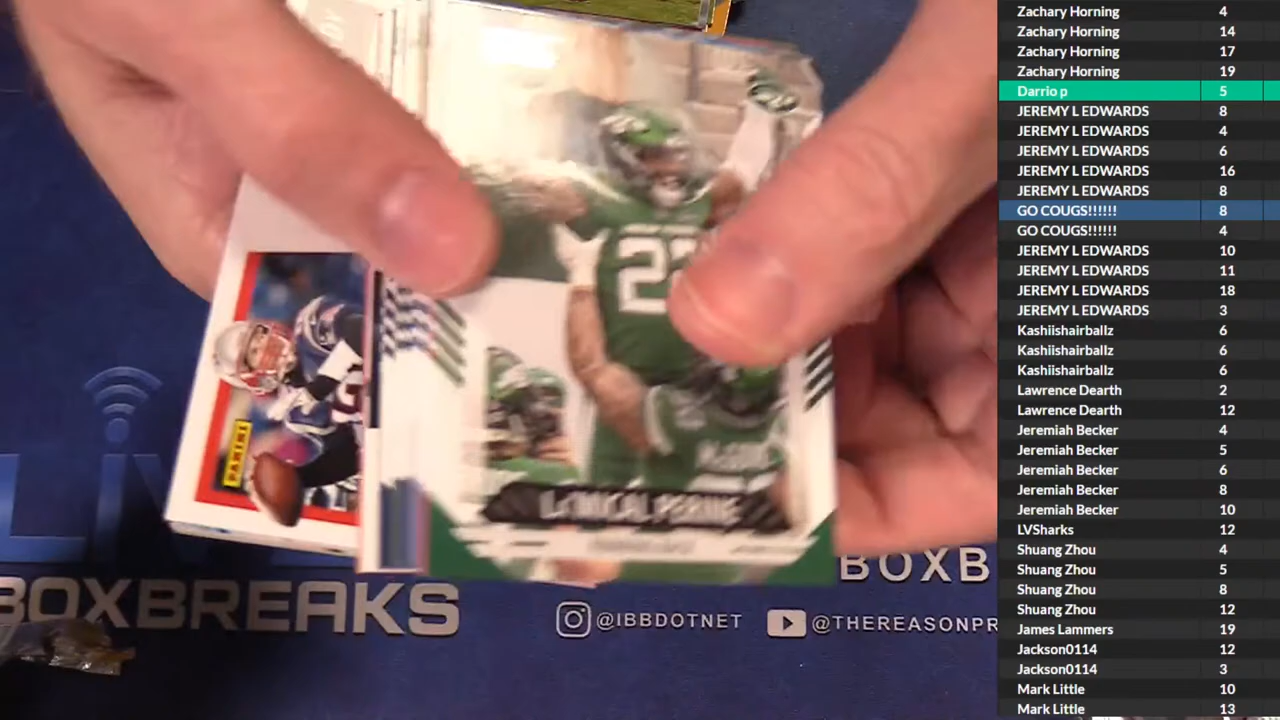 Zachary Horning 4
Zachary Horning 14
Zachary Horning 17
Zachary Horning 19
Darrio p 5
JEREMY L EDWARDS 8
JEREMY L EDWARDS 4
JEREMY L EDWARDS 6
JEREMY L EDWARDS 16
JEREMY L EDWARDS 8
GO COUGS!!!!!! 8
GO COUGS!!!!!! 4
JEREMY L EDWARDS 10
JEREMY L EDWARDS 11
JEREMY L EDWARDS 18
JEREMY L EDWARDS 3
Kashiishairballz 6
Kashiishairballz 6
Kashiishairballz 6
Lawrence Dearth 2
Lawrence Dearth 12
Jeremiah Becker 4
Jeremiah Becker 5
Jeremiah Becker 6
Jeremiah Becker 8
Jeremiah Becker 10
LVSharks 12
Shuang Zhou 4
Shuang Zhou 5
Shuang Zhou 8
Shuang Zhou 12
James Lammers 19
Jackson0114 12
Jackson0114 3
Mark Little 10
Mark Little 13
22
PANINI
LA'MICAL PERINE
LIV
BOXBREAKS
BOXB
@IBBDOTNET
@THEREASONPR